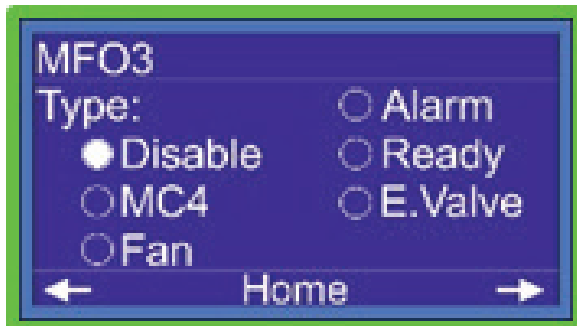 MFO3
Type:
Disable
MC4
Fan
Alarm
Ready
E.Valve
Home